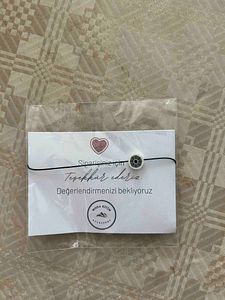 Siparişiniz için
Teşekkür ederiz
Değerlendirmenizi bekliyoruz